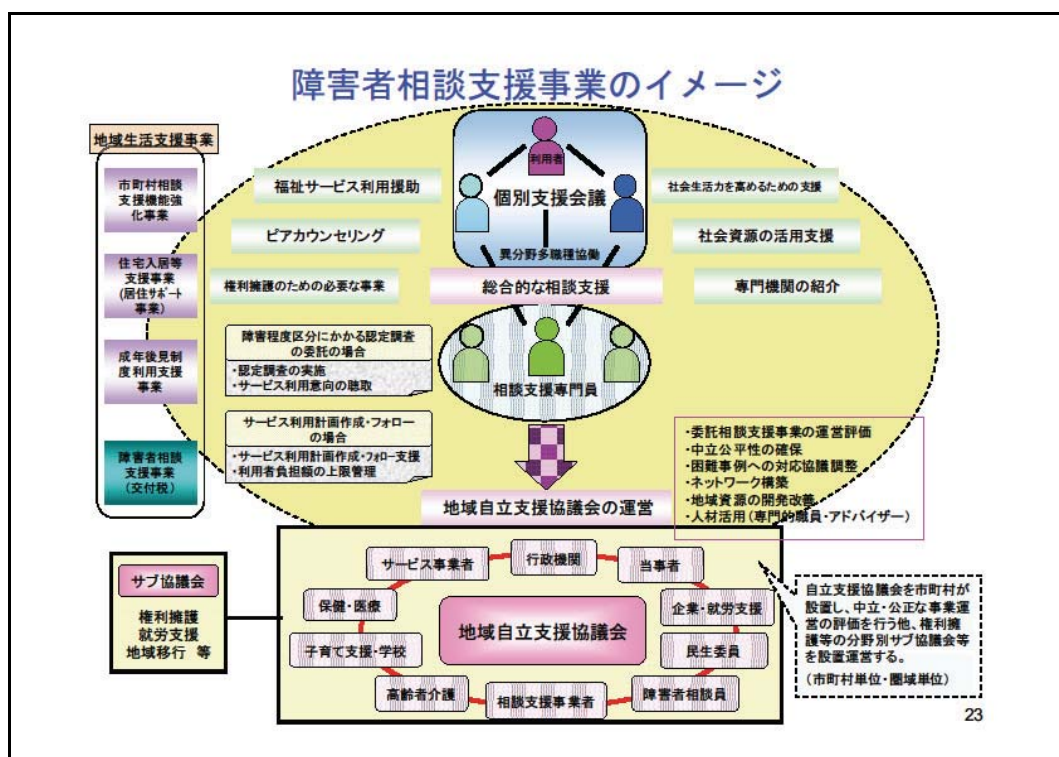 障害者相談支援事業のイメージ
地域生活支援事業
市町村相談
支援機能強
化事業
住宅入居等
支援事業
(居住サポート
事業)
成年後見制
度利用支援
事業
障害者相談
支援事業
(交付税)
利用者
個別支援会議
異分野多職種協働
福祉サービス利用援助
ピアカウンセリング
権利擁護のための必要な事業
社会生活力を高めるための支援
社会資源の活用支援
専門機関の紹介
総合的な相談支援
相談支援専門員
障害程度区分にかかる認定調査
の委託の場合
・認定調査の実施
・サービス利用意向の聴取
サービス利用計画作成・フォロー
の場合
・サービス利用計画作成・フォロー支援
・利用者負担額の上限管理
・委託相談支援事業の運営評価
・中立公平性の確保
・困難事例への対応協議調整
・ネットワーク構築
・地域資源の開発改善
・人材活用(専門的職員・アドバイザー)
地域自立支援協議会の運営
サブ協議会
権利擁護
就労支援
地域移行 等
サービス事業者
行政機関
当事者
保健・医療
企業・就労支援
地域自立支援協議会
子育て支援・学校
民生委員
高齢者介護
相談支援事業者
障害者相談員
自立支援協議会を市町村が
設置し、中立・公正な事業運
営の評価を行う他、権利擁
護等の分野別サブ協議会等
を設置運営する。
(市町村単位・圏域単位)
23